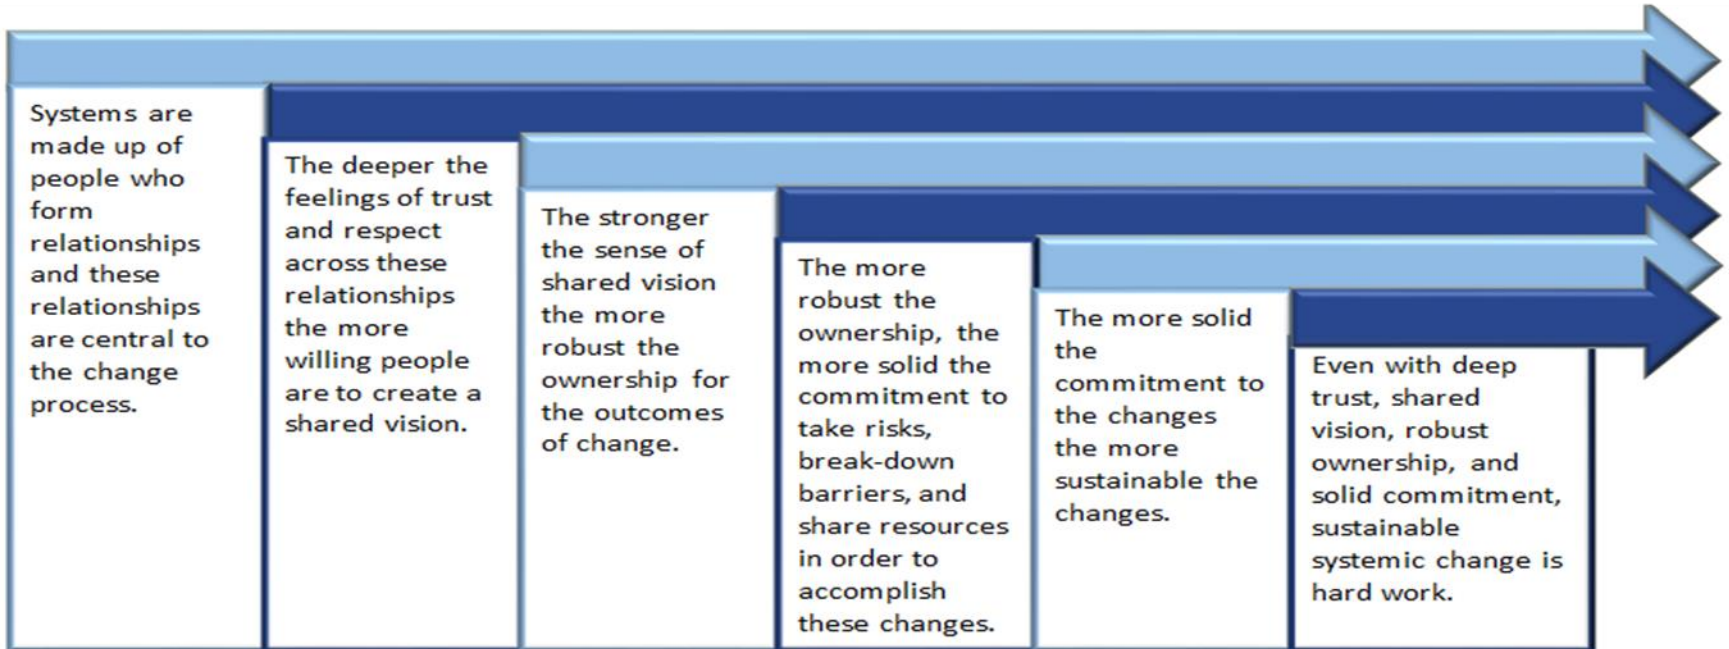 Systems are
made up of
people who
form
relationships
and these
relationships
are central to
the change
process.
The deeper the
feelings of trust
and respect
across these
relationships
the more
willing people
are to create a
shared vision.
The stronger
the sense of
shared vision
the more
robust the
ownership for
the outcomes
of change.
The more
robust the
ownership, the
more solid the
commitment to
take risks,
break-down
barriers, and
share resources
in order to
accomplish
these changes.
The more solid
the
commitment to
the changes
the more
sustainable the
changes.
Even with deep
trust, shared
vision, robust
ownership, and
solid commitment,
sustainable
systemic change is
hard work.